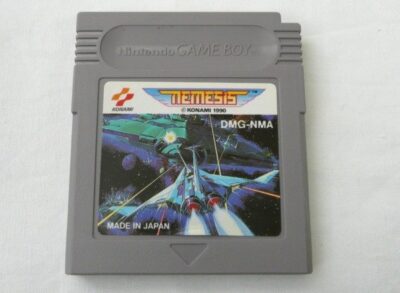 Nintendo GAME BOY
KONAMI
NEMESIS
© KONAMI 1990
DMG-NMA
MADE IN JAPAN